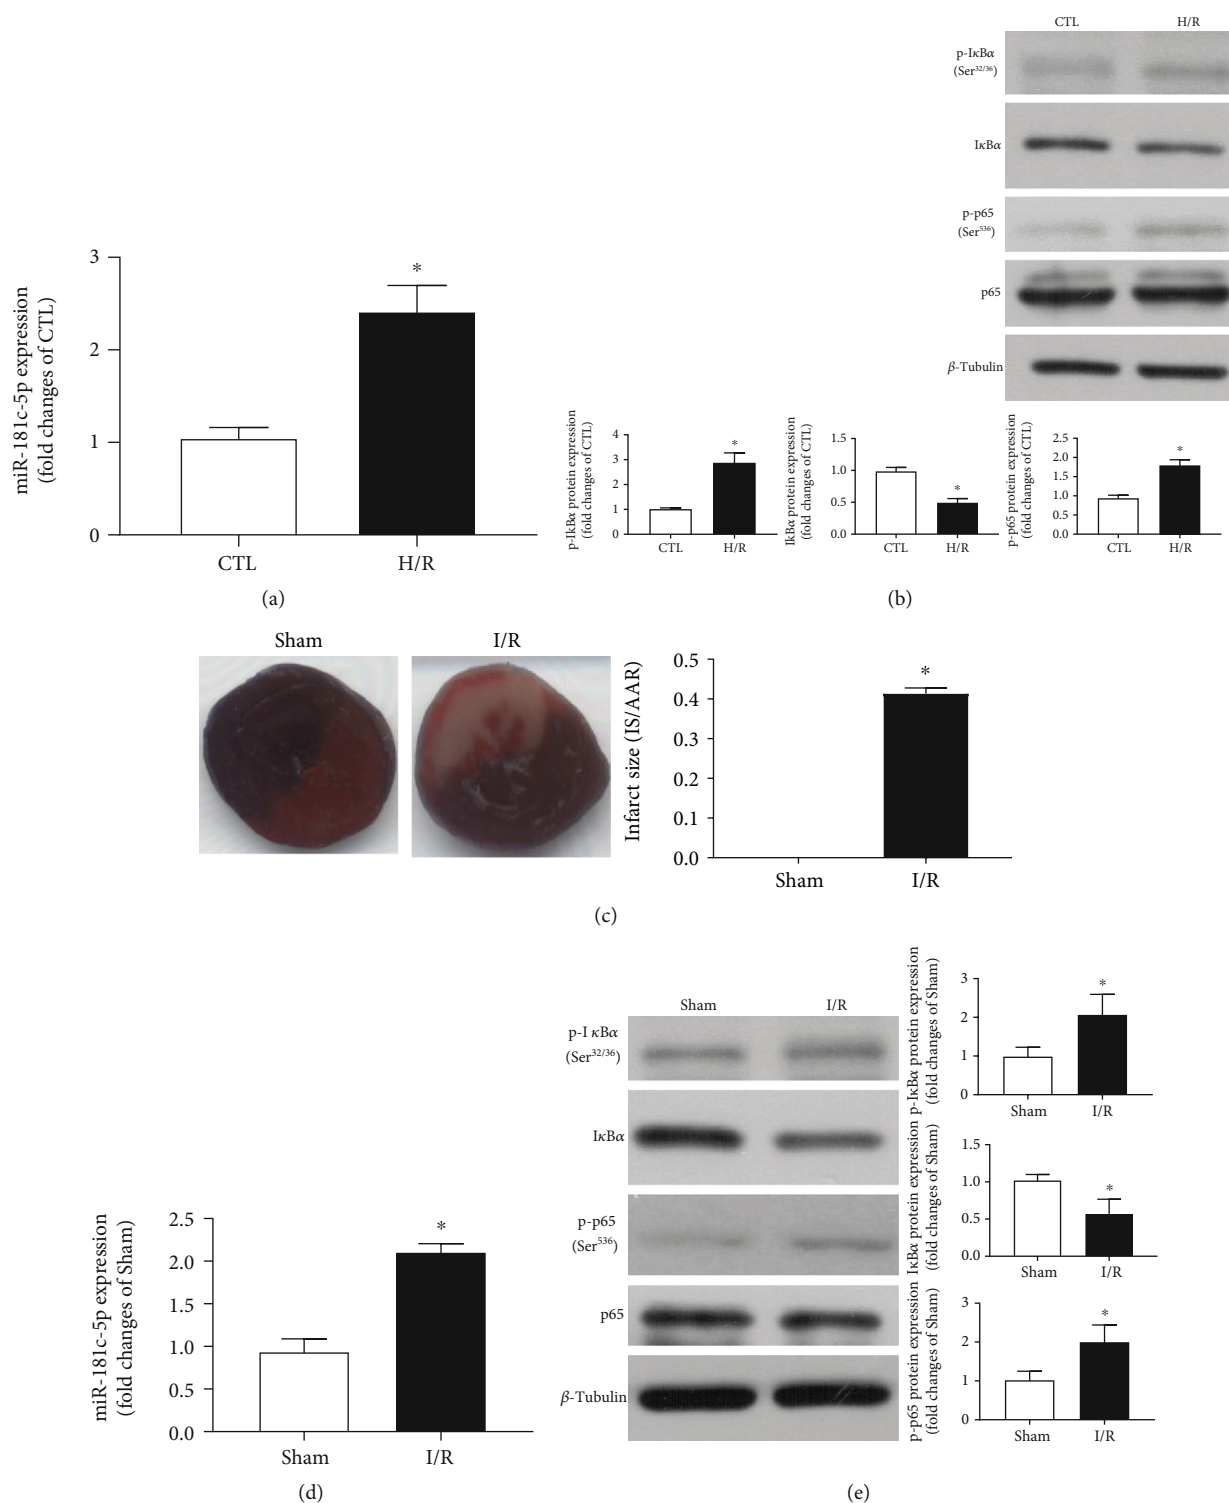 miR-181c-5p expression
(fold changes of CTL)
3
2
1
0
*
CTL
H/R
(a)
CTL
H/R
p-IκBα
(Ser32/36)
IκBα
p-p65
(Ser536)
p65
β-Tubulin
p-IkBα protein expression
(fold changes of CTL)
4
3
2
1
0
*
CTL
H/R
IkBα protein expression
(fold changes of CTL)
1.5
1.0
0.5
0.0
*
CTL
H/R
p-p65 protein expression
(fold changes of CTL)
2.5
2.0
1.5
1.0
0.5
0.0
*
CTL
H/R
(b)
Sham
I/R
Infarct size (IS/AAR)
0.5
0.4
0.3
0.2
0.1
0.0
*
Sham
I/R
(c)
miR-181c-5p expression
(fold changes of Sham)
2.5
2.0
1.5
1.0
0.5
0.0
*
Sham
I/R
(d)
Sham
I/R
p-I κBα
(Ser32/36)
IκBα
p-p65
(Ser536)
p65
β-Tubulin
p-IkBα protein expression
(fold changes of Sham)
3
2
1
0
*
Sham
I/R
IkBα protein expression
(fold changes of Sham)
1.5
1.0
0.5
0.0
*
Sham
I/R
p-p65 protein expression
(fold changes of Sham)
3
2
1
0
*
Sham
I/R
(e)